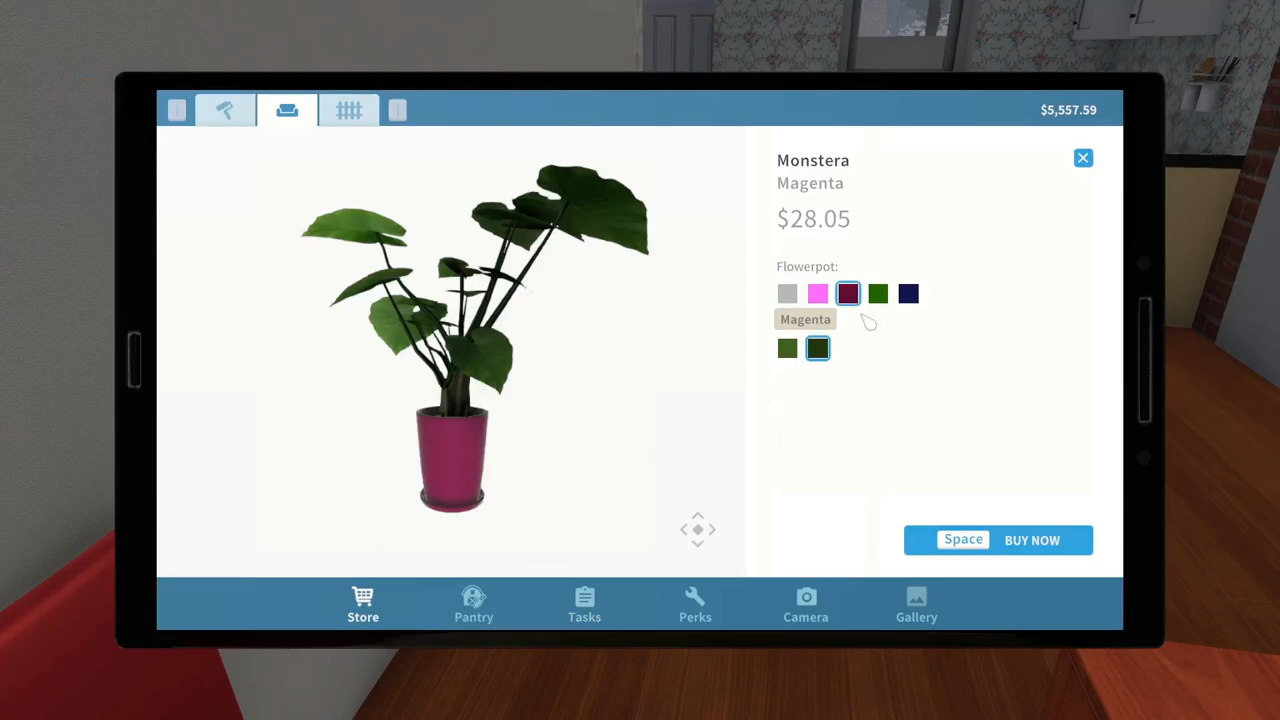 $5,557.59
Monstera
Magenta
$28.05
Flowerpot:
Magenta
Space BUY NOW
Store
Pantry
Tasks
Perks
Camera
Gallery